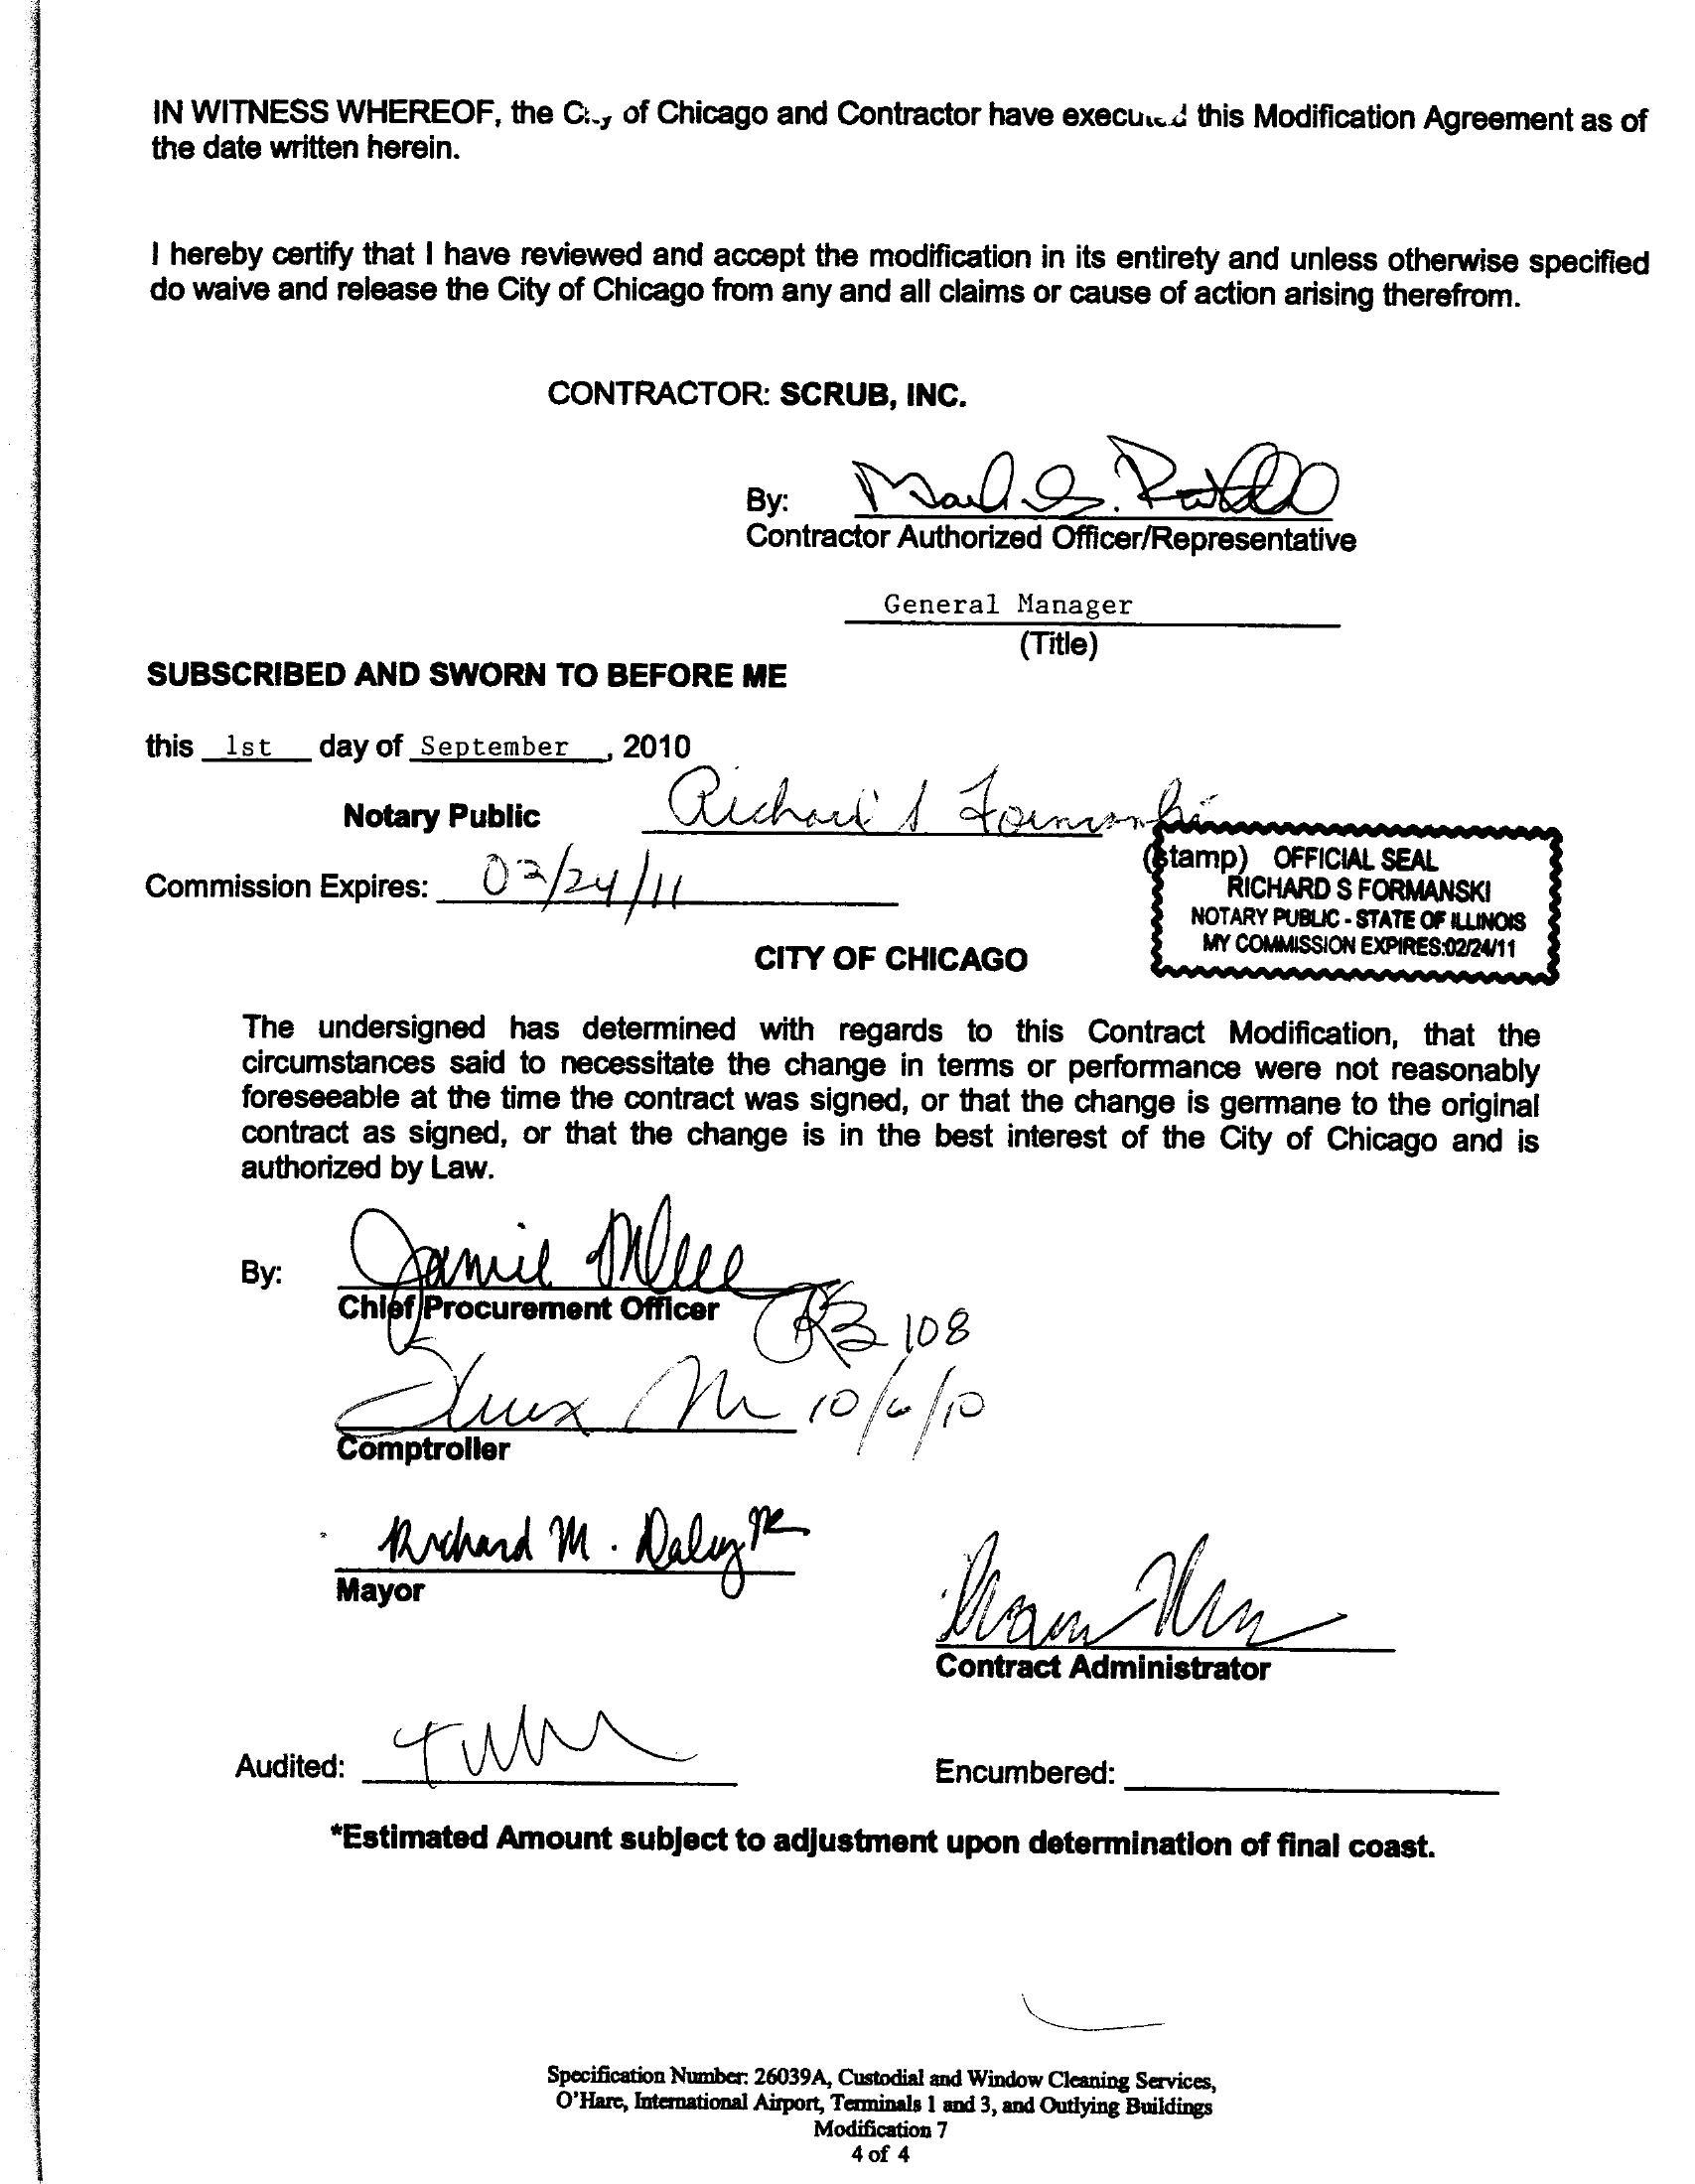 IN WITNESS WHEREOF, the City of Chicago and Contractor have executed this Modification Agreement as of
the date written herein.
I hereby certify that I have reviewed and accept the modification in its entirety and unless otherwise specified
do waive and release the City of Chicago from any and all claims or cause of action arising therefrom.
CONTRACTOR: SCRUB, INC.
By:
Contractor Authorized Officer/Representative
General Manager
(Title)
SUBSCRIBED AND SWORN TO BEFORE ME
this 1st day of September, 2010
Notary Public Richard S Formanski
(Stamp) OFFICIAL SEAL
RICHARD S FORMANSKI
NOTARY PUBLIC - STATE OF ILLINOIS
MY COMMISSION EXPIRES:02/24/11
Commission Expires: 02/24/11
CITY OF CHICAGO
The undersigned has determined with regards to this Contract Modification, that the
circumstances said to necessitate the change in terms or performance were not reasonably
foreseeable at the time the contract was signed, or that the change is germane to the original
contract as signed, or that the change is in the best interest of the City of Chicago and is
authorized by Law.
By: Jamie
Chief Procurement Officer
108
10/6/10
Comptroller
Richard M. Daley
Mayor
Contract Administrator
Audited:
Encumbered:
*Estimated Amount subject to adjustment upon determination of final coast.
Specification Number: 26039A, Custodial and Window Cleaning Services,
O'Hare, International Airport, Terminals 1 and 3, and Outlying Buildings
Modification 7
4 of 4